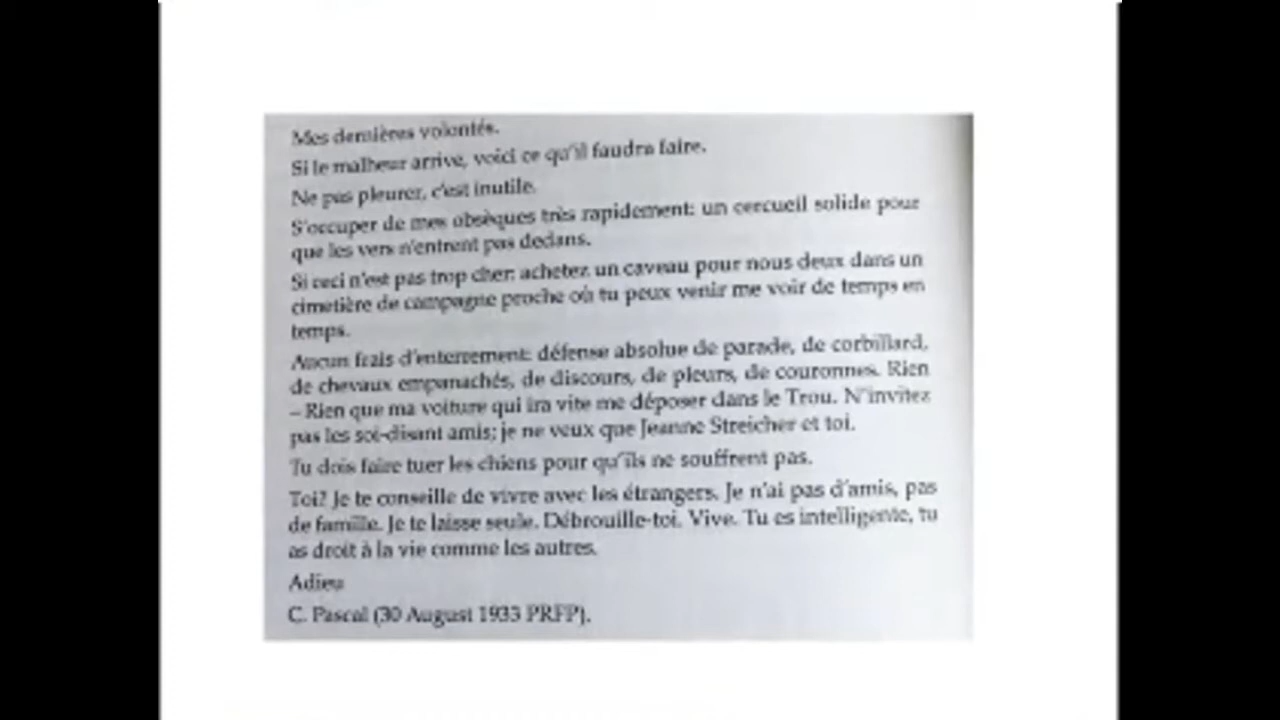 Mes dernières volontés.
Si le malheur arrive, voici ce qu'il faudra faire.
Ne pas pleurer, c'est inutile.
S'occuper de mes obsèques très rapidement: un cercueil solide pour
que les vers n'entrent pas dedans.
Si ceci n'est pas trop cher: achetez un caveau pour nous deux dans un
cimetière de campagne proche où tu peux venir me voir de temps en
temps.
Aucun frais d'enterrement: défense absolue de parade, de corbillard,
de chevaux empanachés, de discours, de pleurs, de couronnes. Rien
– Rien que ma voiture qui ira vite me déposer dans le Trou. N'invitez
pas les soi-disant amis; je ne veux que Jeanne Streicher et toi.
Tu dois faire tuer les chiens pour qu'ils ne souffrent pas.
Toi? Je te conseille de vivre avec les étrangers. Je n'ai pas d'amis, pas
de famille. Je te laisse seule. Débrouille-toi. Vive. Tu es intelligente, tu
as droit à la vie comme les autres.
Adieu
C. Pascal (30 August 1933 PRFP).